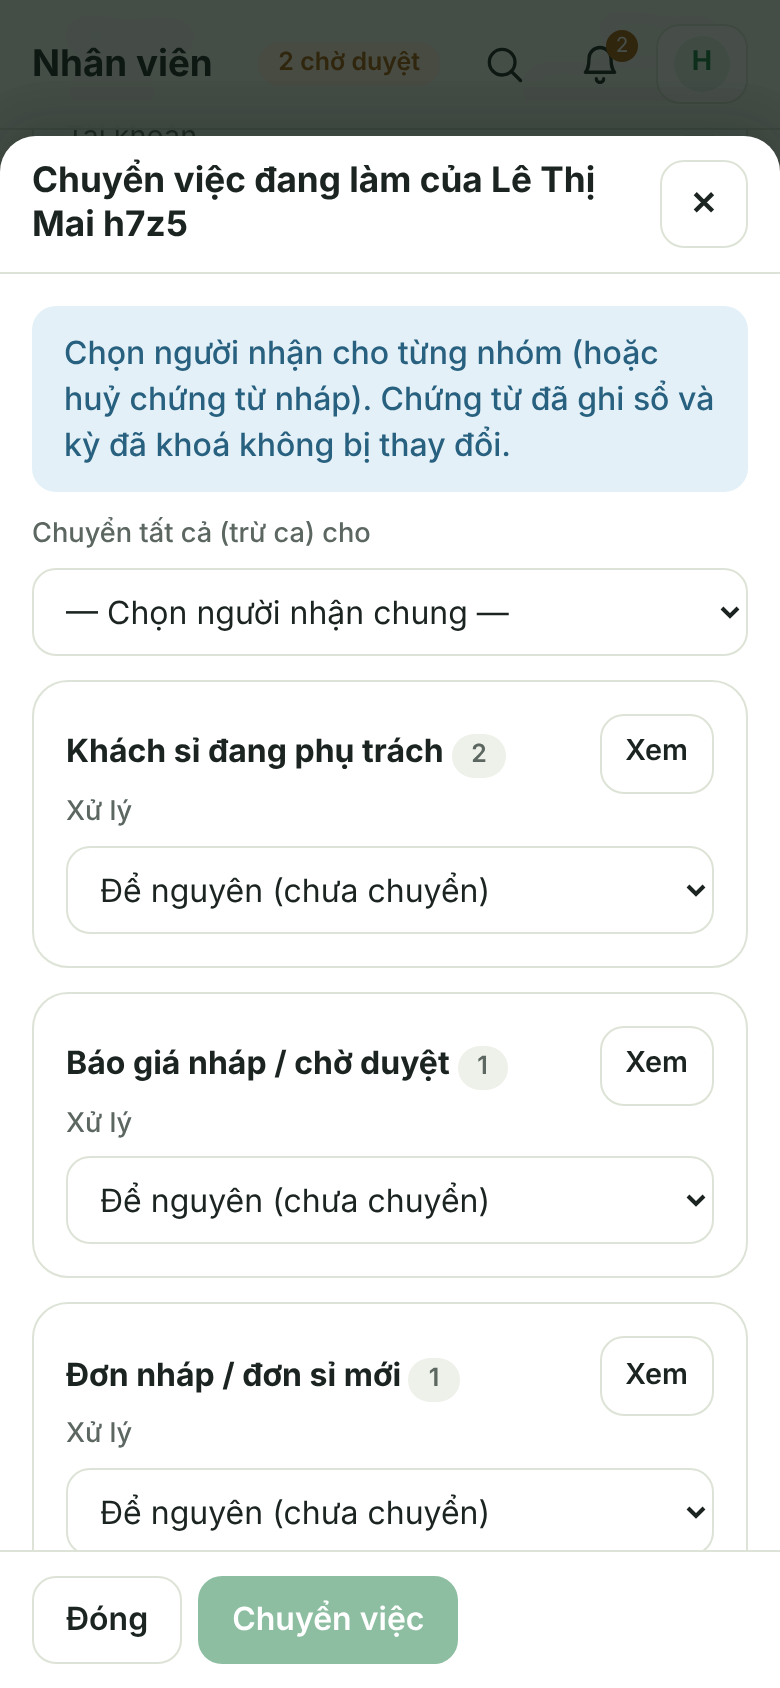 Nhân viên
2 chờ duyệt
2
H
Tài khoản
Chuyển việc đang làm của Lê Thị
Mai h7z5
×
Chọn người nhận cho từng nhóm (hoặc
huỷ chứng từ nháp). Chứng từ đã ghi sổ và
kỳ đã khoá không bị thay đổi.
Chuyển tất cả (trừ ca) cho
— Chọn người nhận chung —
Khách sỉ đang phụ trách 2
Xem
Xử lý
Để nguyên (chưa chuyển)
Báo giá nháp / chờ duyệt 1
Xem
Xử lý
Để nguyên (chưa chuyển)
Đơn nháp / đơn sỉ mới 1
Xem
Xử lý
Để nguyên (chưa chuyển)
Đóng
Chuyển việc